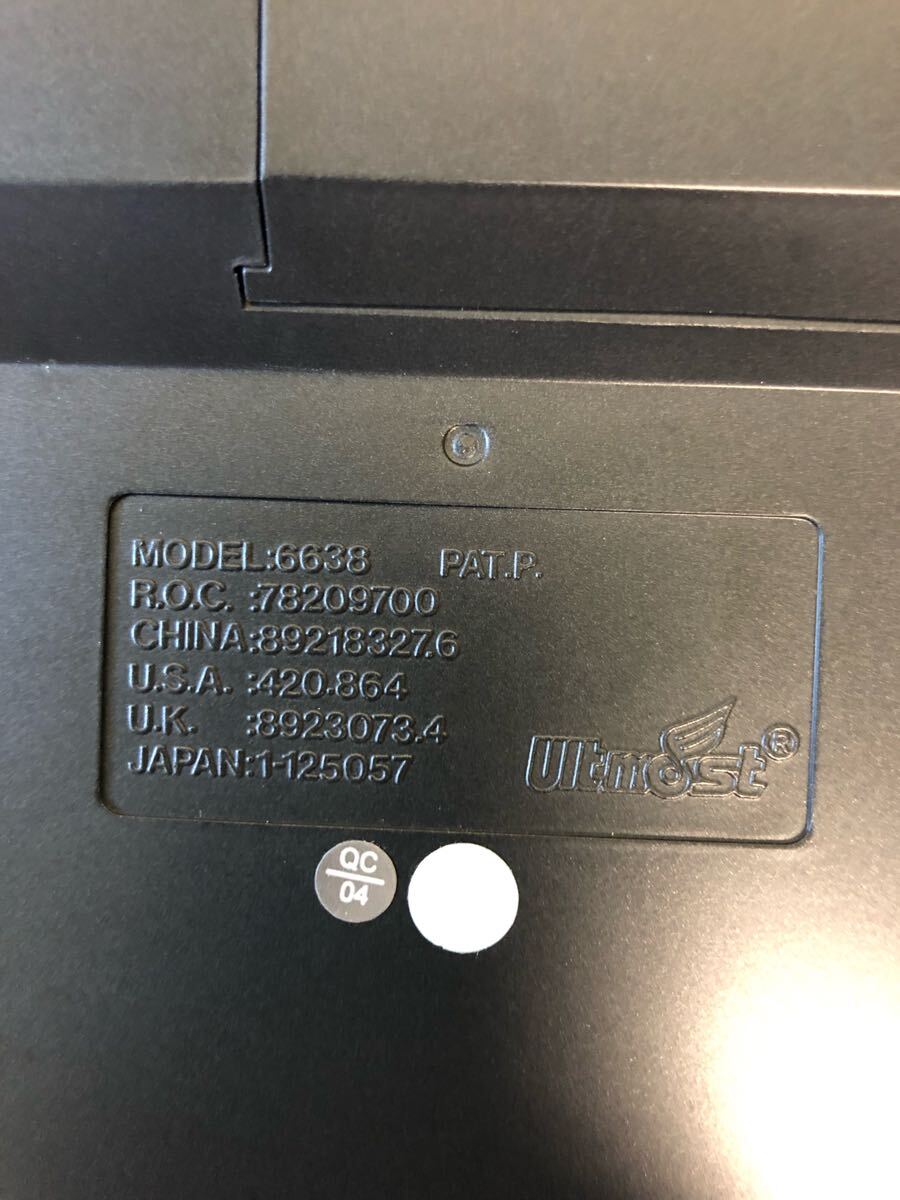 MODEL:6638 PAT.P.
R.O.C. :78209700
CHINA:89218327.6
U.S.A. :420.864
U.K. :8923073.4
JAPAN:1-125057
Ultmost®
QC
04